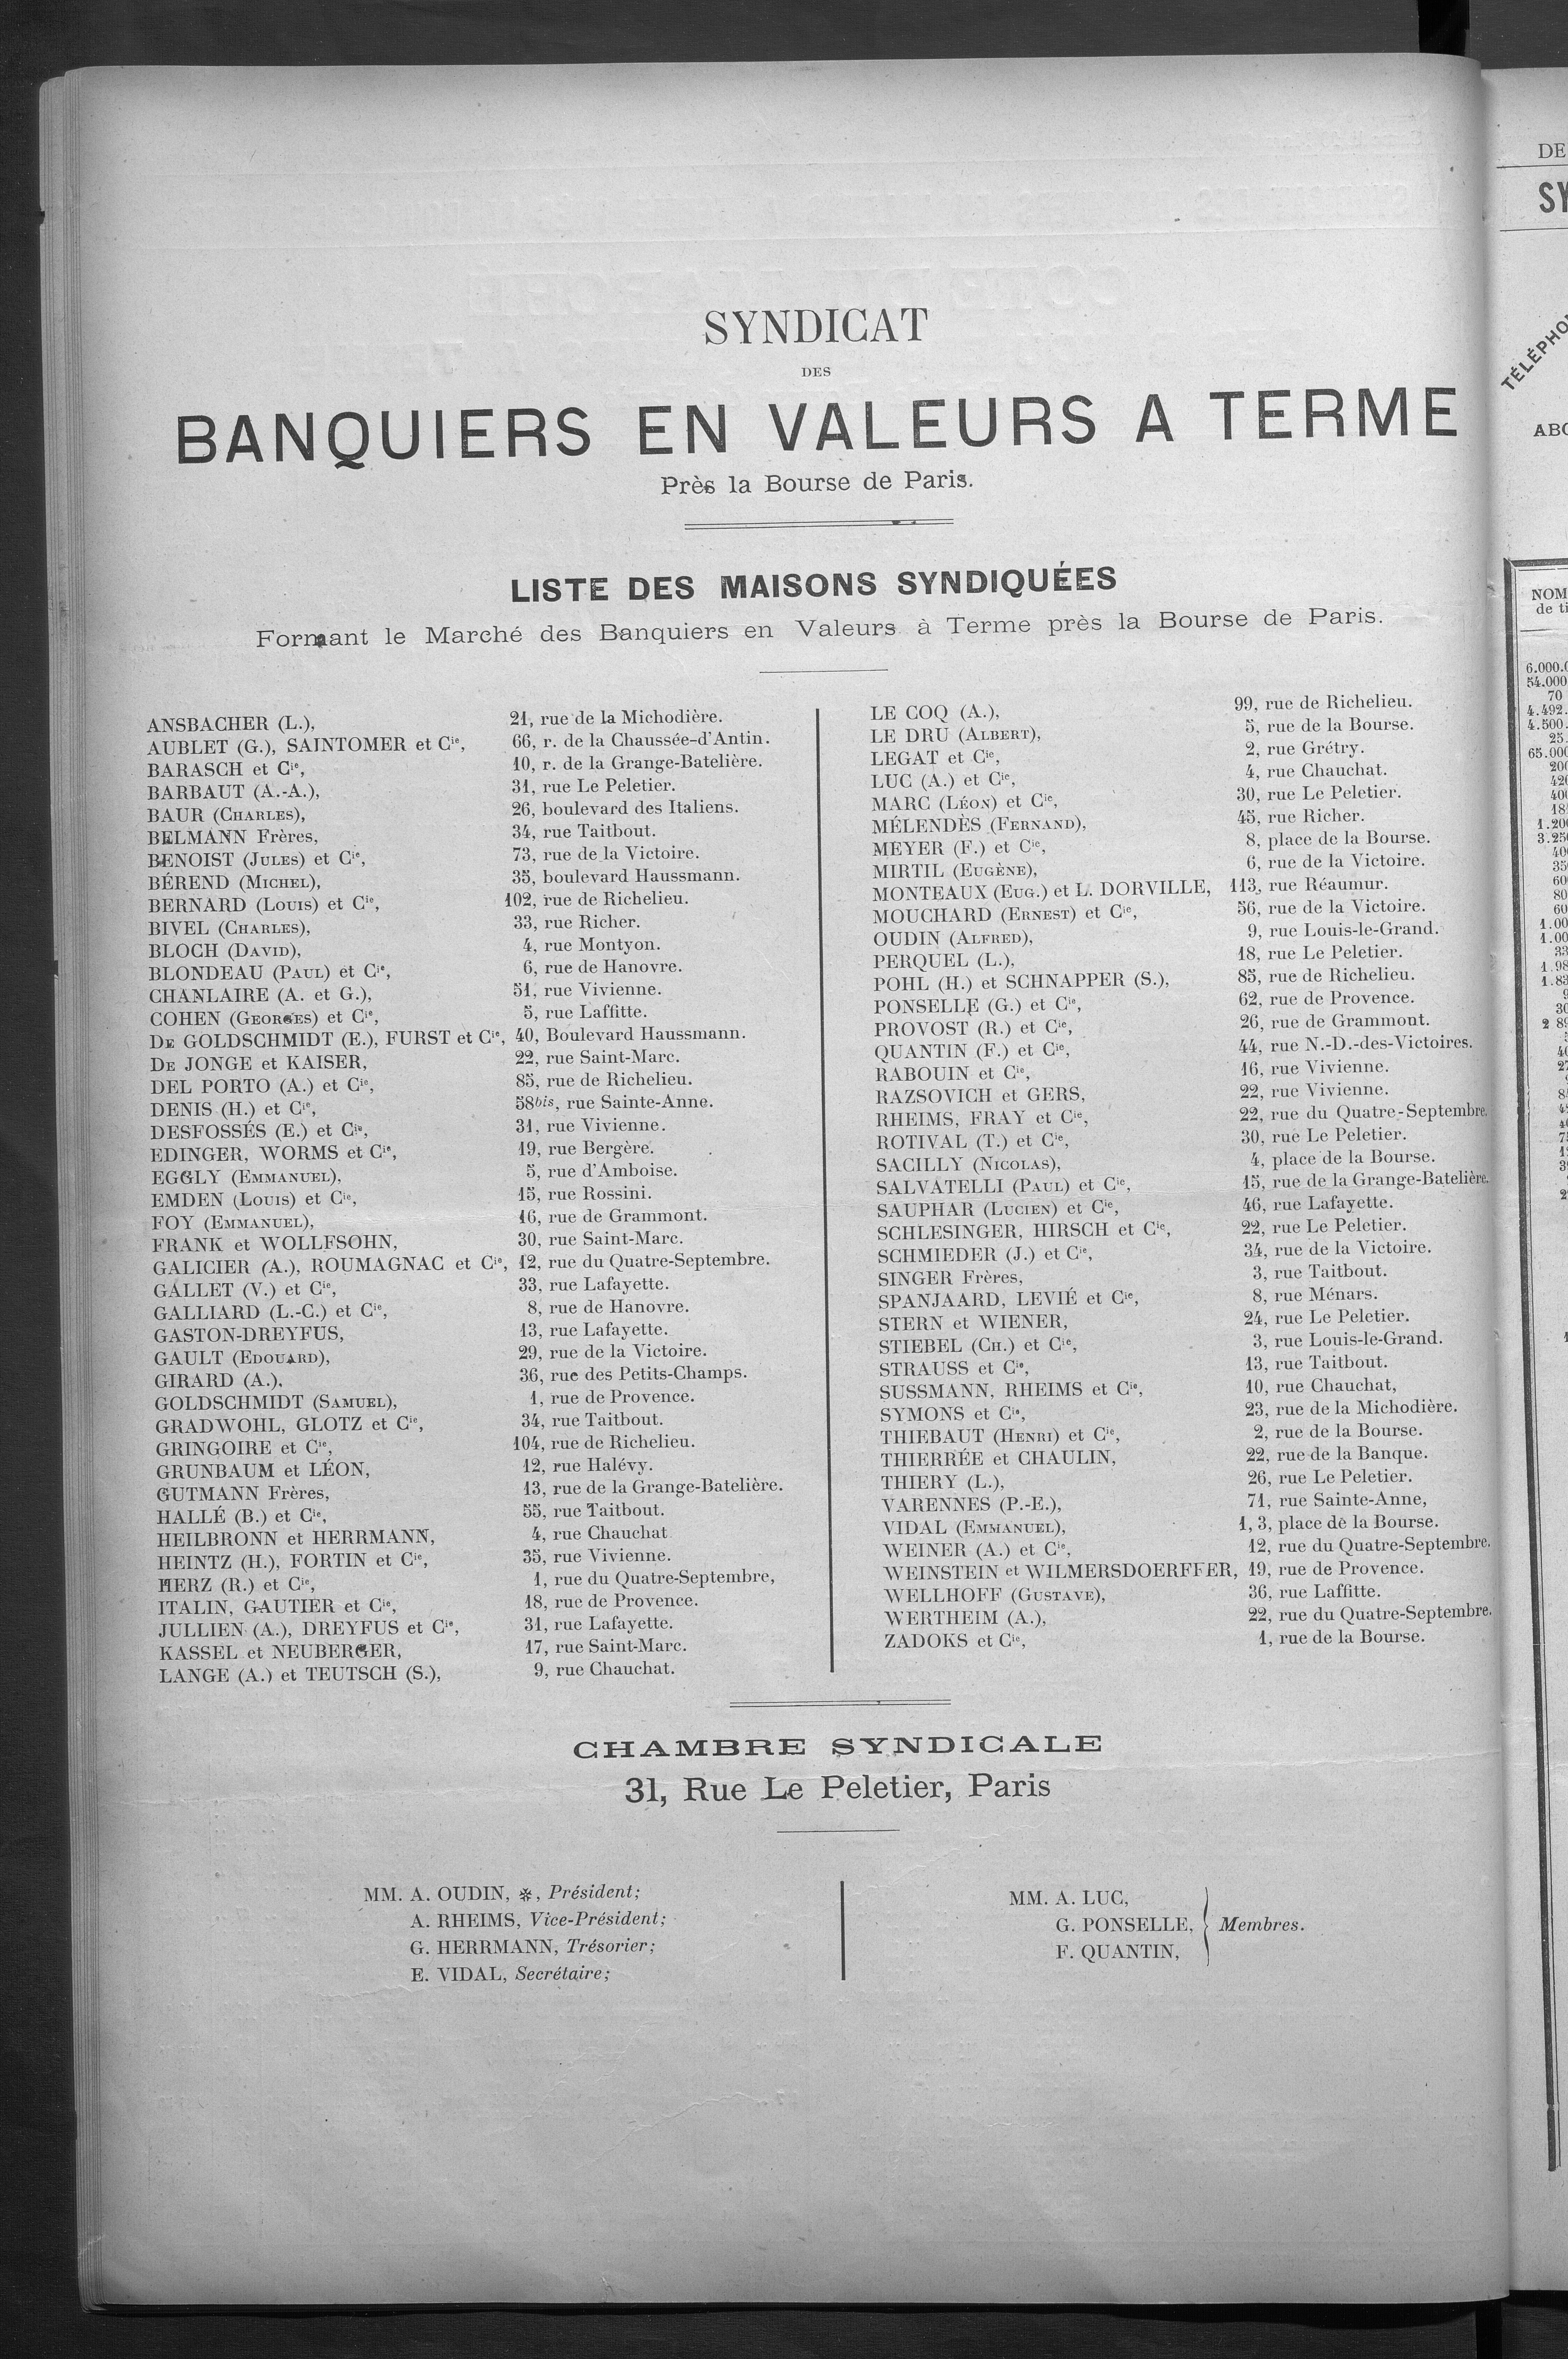 SYNDICAT
DES
BANQUIERS EN VALEURS A TERME
Près la Bourse de Paris.
LISTE DES MAISONS SYNDIQUÉES
Formant le Marché des Banquiers en Valeurs à Terme près la Bourse de Paris.
ANSBACHER (L.), 21, rue de la Michodière.
AUBLET (G.), SAINTOMER et Cie, 66, r. de la Chaussée-d'Antin.
BARASCH et Cie, 10, r. de la Grange-Batelière.
BARBAUT (A.-A.), 31, rue Le Peletier.
BAUR (CHARLES), 26, boulevard des Italiens.
BELMANN Frères, 34, rue Taitbout.
BENOIST (JULES) et Cie, 73, rue de la Victoire.
BÉREND (MICHEL), 35, boulevard Haussmann.
BERNARD (LOUIS) et Cie, 102, rue de Richelieu.
BIVEL (CHARLES), 33, rue Richer.
BLOCH (DAVID), 4, rue Montyon.
BLONDEAU (PAUL) et Cie, 6, rue de Hanovre.
CHANLAIRE (A. et G.), 51, rue Vivienne.
COHEN (GEORGES) et Cie, 5, rue Laffitte.
DE GOLDSCHMIDT (E.), FURST et Cie, 40, Boulevard Haussmann.
DE JONGE et KAISER, 22, rue Saint-Marc.
DEL PORTO (A.) et Cie, 85, rue de Richelieu.
DENIS (H.) et Cie, 58bis, rue Sainte-Anne.
DESFOSSÉS (E.) et Cie, 31, rue Vivienne.
EDINGER, WORMS et Cie, 19, rue Bergère.
EGGLY (EMMANUEL), 5, rue d'Amboise.
EMDEN (LOUIS) et Cie, 15, rue Rossini.
FOY (EMMANUEL), 16, rue de Grammont.
FRANK et WOLLFSOHN, 30, rue Saint-Marc.
GALICIER (A.), ROUMAGNAC et Cie, 12, rue du Quatre-Septembre.
GALLET (V.) et Cie, 33, rue Lafayette.
GALLIARD (L.-C.) et Cie, 8, rue de Hanovre.
GASTON-DREYFUS, 13, rue Lafayette.
GAULT (EDOUARD), 29, rue de la Victoire.
GIRARD (A.), 36, rue des Petits-Champs.
GOLDSCHMIDT (SAMUEL), 1, rue de Provence.
GRADWOHL, GLOTZ et Cie, 34, rue Taitbout.
GRINGOIRE et Cie, 104, rue de Richelieu.
GRUNBAUM et LÉON, 12, rue Halévy.
GUTMANN Frères, 13, rue de la Grange-Batelière.
HALLÉ (B.) et Cie, 55, rue Taitbout.
HEILBRONN et HERRMANN, 4, rue Chauchat
HEINTZ (H.), FORTIN et Cie, 35, rue Vivienne.
HERZ (R.) et Cie, 1, rue du Quatre-Septembre,
ITALIN, GAUTIER et Cie, 18, rue de Provence.
JULLIEN (A.), DREYFUS et Cie, 31, rue Lafayette.
KASSEL et NEUBERGER, 17, rue Saint-Marc.
LANGE (A.) et TEUTSCH (S.), 9, rue Chauchat.
LE COQ (A.), 99, rue de Richelieu.
LE DRU (ALBERT), 5, rue de la Bourse.
LEGAT et Cie, 2, rue Grétry.
LUC (A.) et Cie, 4, rue Chauchat.
MARC (LÉON) et Cie, 30, rue Le Peletier.
MÉLENDÈS (FERNAND), 45, rue Richer.
MEYER (F.) et Cie, 8, place de la Bourse.
MIRTIL (EUGÈNE), 6, rue de la Victoire.
MONTEAUX (EUG.) et L. DORVILLE, 113, rue Réaumur.
MOUCHARD (ERNEST) et Cie, 56, rue de la Victoire.
OUDIN (ALFRED), 9, rue Louis-le-Grand.
PERQUEL (L.), 18, rue Le Peletier.
POHL (H.) et SCHNAPPER (S.), 85, rue de Richelieu.
PONSELLE (G.) et Cie, 62, rue de Provence.
PROVOST (R.) et Cie, 26, rue de Grammont.
QUANTIN (F.) et Cie, 44, rue N.-D.-des-Victoires.
RABOUIN et Cie, 16, rue Vivienne.
RAZSOVICH et GERS, 22, rue Vivienne.
RHEIMS, FRAY et Cie, 22, rue du Quatre-Septembre.
ROTIVAL (T.) et Cie, 30, rue Le Peletier.
SACILLY (NICOLAS), 4, place de la Bourse.
SALVATELLI (PAUL) et Cie, 15, rue de la Grange-Batelière.
SAUPHAR (LUCIEN) et Cie, 46, rue Lafayette.
SCHLESINGER, HIRSCH et Cie, 22, rue Le Peletier.
SCHMIEDER (J.) et Cie, 34, rue de la Victoire.
SINGER Frères, 3, rue Taitbout.
SPANJAARD, LEVIÉ et Cie, 8, rue Ménars.
STERN et WIENER, 24, rue Le Peletier.
STIEBEL (CH.) et Cie, 3, rue Louis-le-Grand.
STRAUSS et Cie, 13, rue Taitbout.
SUSSMANN, RHEIMS et Cie, 10, rue Chauchat,
SYMONS et Cie, 23, rue de la Michodière.
THIEBAUT (HENRI) et Cie, 2, rue de la Bourse.
THIERRÉE et CHAULIN, 22, rue de la Banque.
THIERY (L.), 26, rue Le Peletier.
VARENNES (P.-E.), 71, rue Sainte-Anne,
VIDAL (EMMANUEL), 1, 3, place de la Bourse.
WEINER (A.) et Cie, 12, rue du Quatre-Septembre.
WEINSTEIN et WILMERSDOERFFER, 19, rue de Provence.
WELLHOFF (GUSTAVE), 36, rue Laffitte.
WERTHEIM (A.), 22, rue du Quatre-Septembre.
ZADOKS et Cie, 1, rue de la Bourse.
CHAMBRE SYNDICALE
31, Rue Le Peletier, Paris
MM. A. OUDIN, ✻, Président;
A. RHEIMS, Vice-Président;
G. HERRMANN, Trésorier;
E. VIDAL, Secrétaire;
MM. A. LUC,
G. PONSELLE, } Membres.
F. QUANTIN,